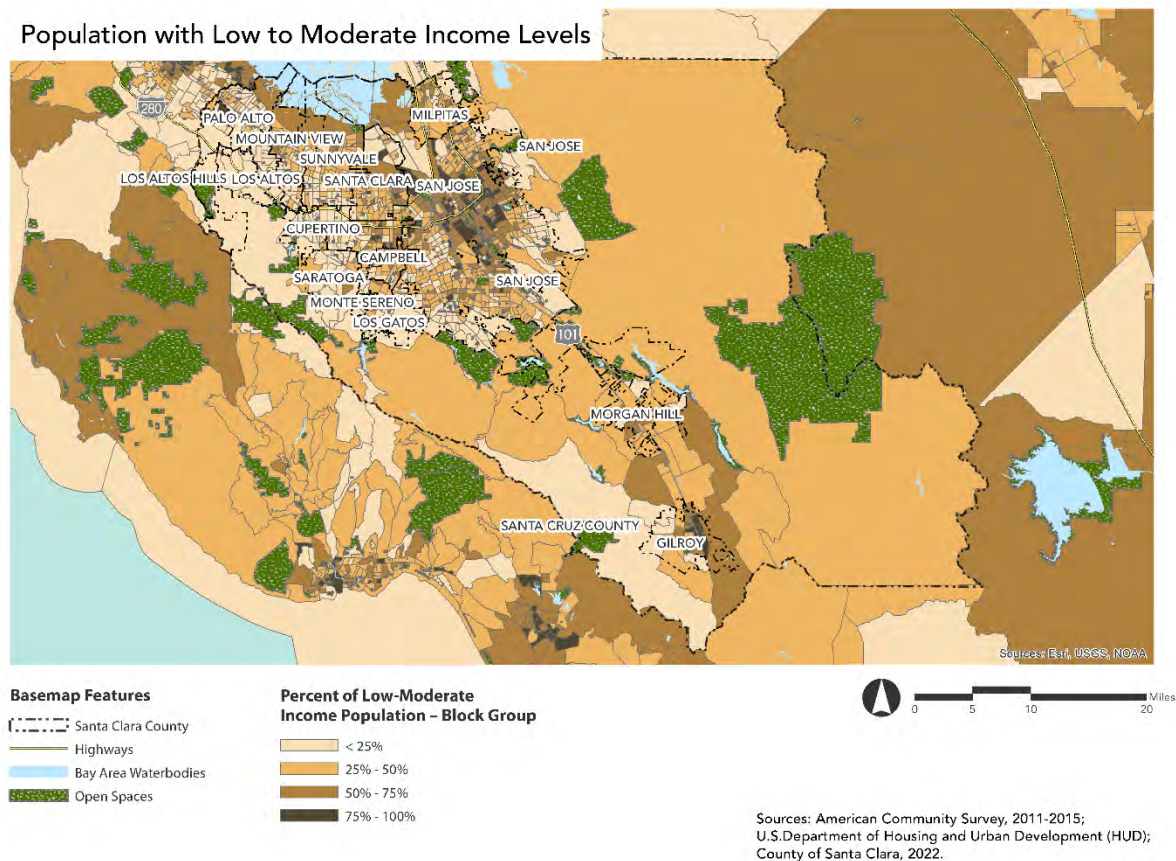 Population with Low to Moderate Income Levels
280
PALO ALTO
MILPITAS
MOUNTAIN VIEW
SUNNYVALE
SAN JOSE
LOS ALTOS HILLS
LOS ALTOS
SANTA CLARA
SAN JOSE
CUPERTINO
CAMPBELL
SARATOGA
SAN JOSE
MONTE SERENO
LOS GATOS
101
MORGAN HILL
SANTA CRUZ COUNTY
GILROY
Sources: Esri, USGS, NOAA
Basemap Features
Santa Clara County
Highways
Bay Area Waterbodies
Open Spaces
Percent of Low-Moderate
Income Population – Block Group
< 25%
25% - 50%
50% - 75%
75% - 100%
Miles
0 5 10 20
Sources: American Community Survey, 2011-2015;
U.S.Department of Housing and Urban Development (HUD);
County of Santa Clara, 2022.